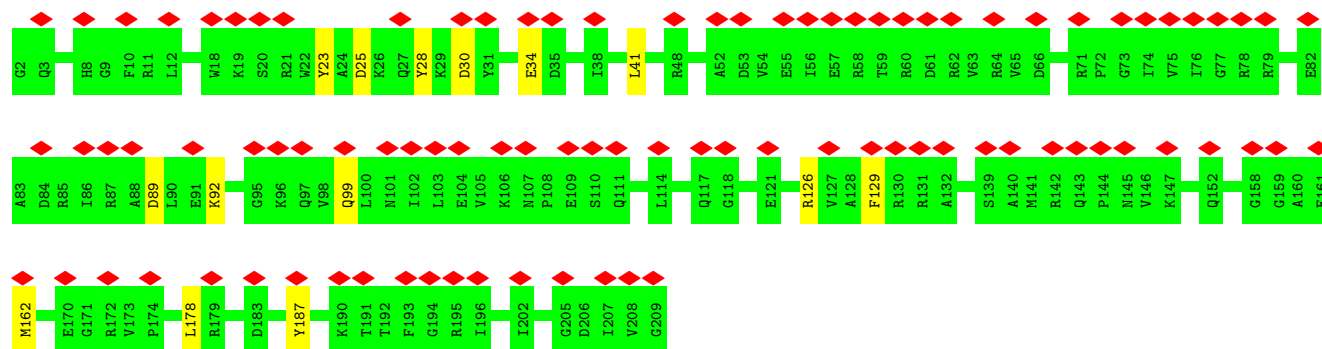 G2 Q3 H8 G9 F10 R11 L12 W18 K19 S20 R21 W22 Y23 A24 D25 K26 Q27 Y28 K29 D30 Y31 E34 D35 I38 L41 R48 A52 D53 V54 E55 I56 E57 R58 T59 R60 D61 R62 V63 R64 V65 D66 R71 P72 G73 I74 V75 I76 G77 R78 R79 E82
A83 D84 R85 I86 R87 A88 D89 L90 E91 K92 G95 K96 Q97 V98 Q99 L100 N101 I102 L103 E104 V105 K106 N107 P108 E109 S110 Q111 L114 Q117 G118 E121 R126 V127 A128 F129 R130 R131 A132 S139 A140 M141 R142 Q143 P144 N145 V146 K147 Q152 G158 G159 A160
M162 E170 G171 R172 V173 P174 L178 R179 D183 Y187 K190 T191 T192 F193 G194 R195 I196 I202 G205 D206 I207 V208 G209